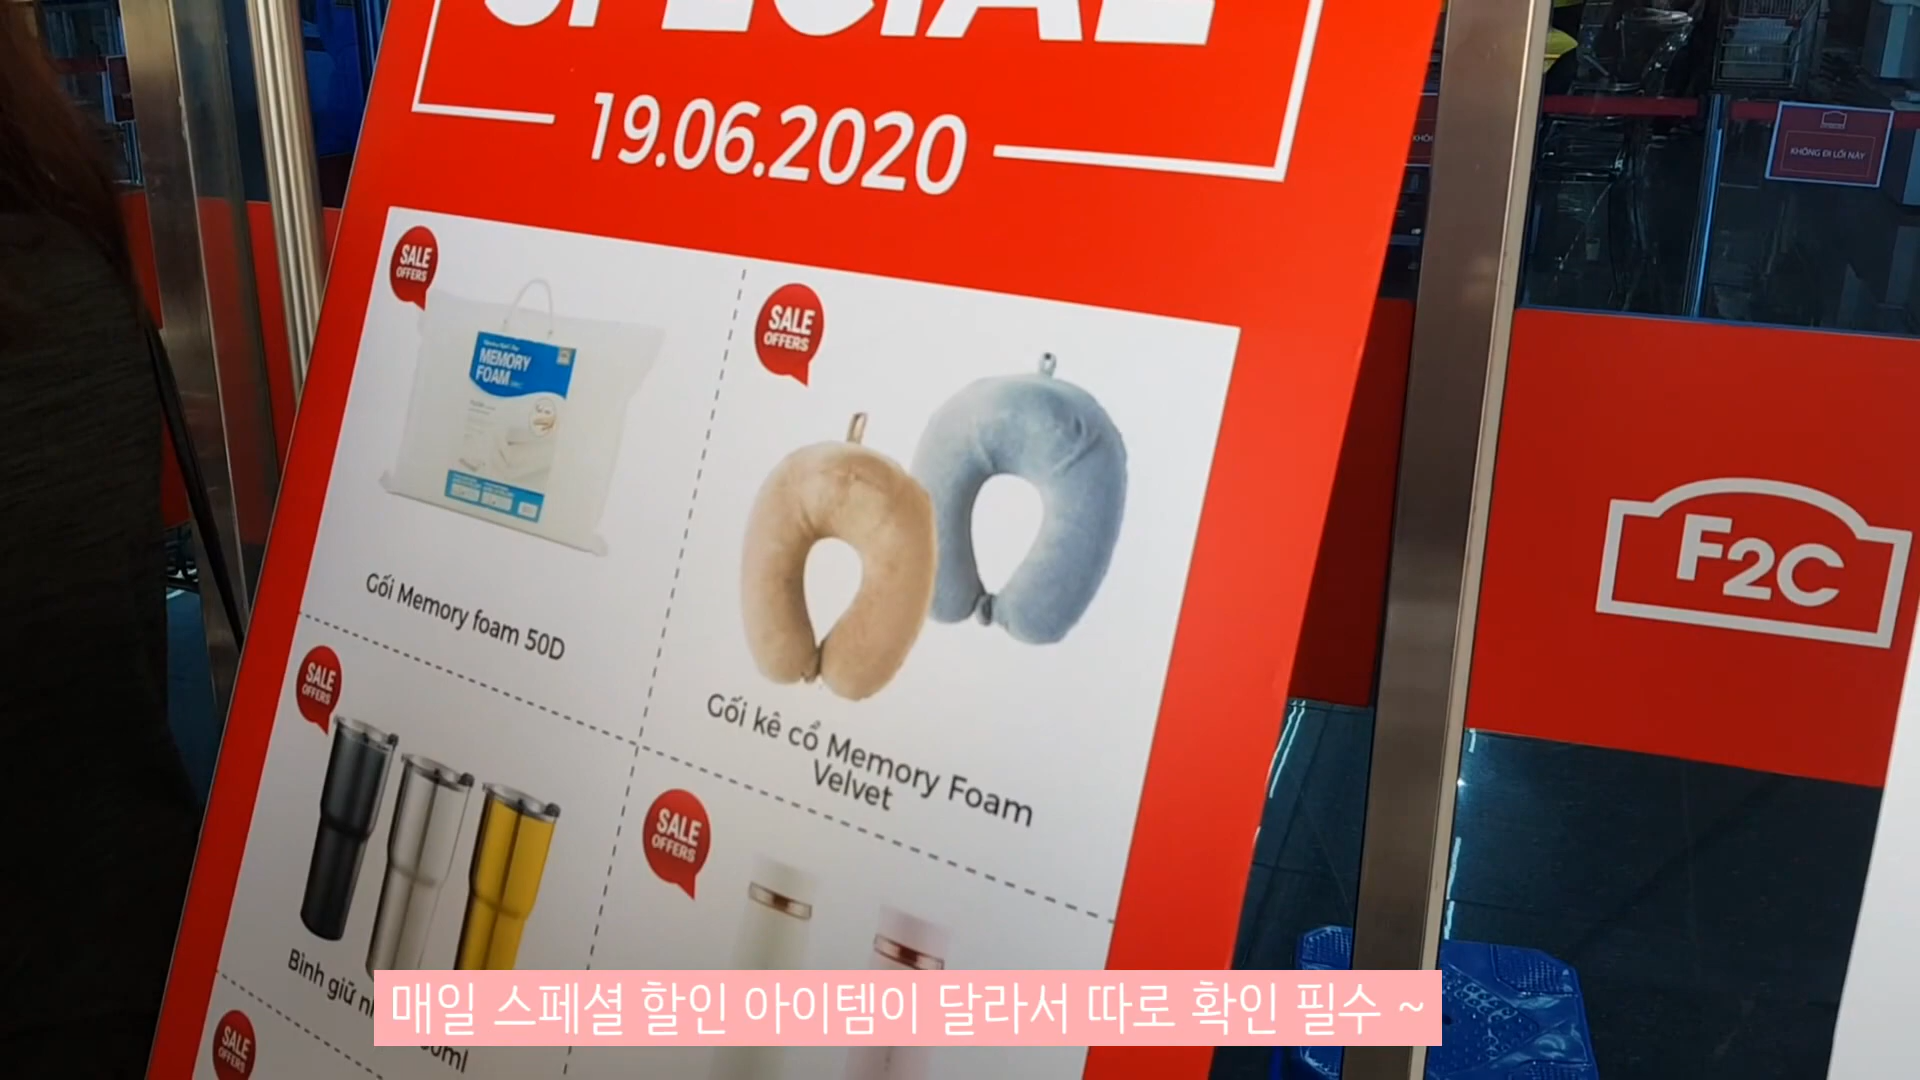 SPECIAL
19.06.2020
KHÔNG ĐI LỐI NÀY
SALE
OFFERS
SALE
OFFERS
MEMORY
FOAM
F2C
Gối Memory foam 50D
Gối kê cổ Memory Foam
Velvet
SALE
OFFERS
SALE
OFFERS
Bình giữ
SALE
OFFERS
매일 스페셜 할인 아이템이 달라서 따로 확인 필수 ~